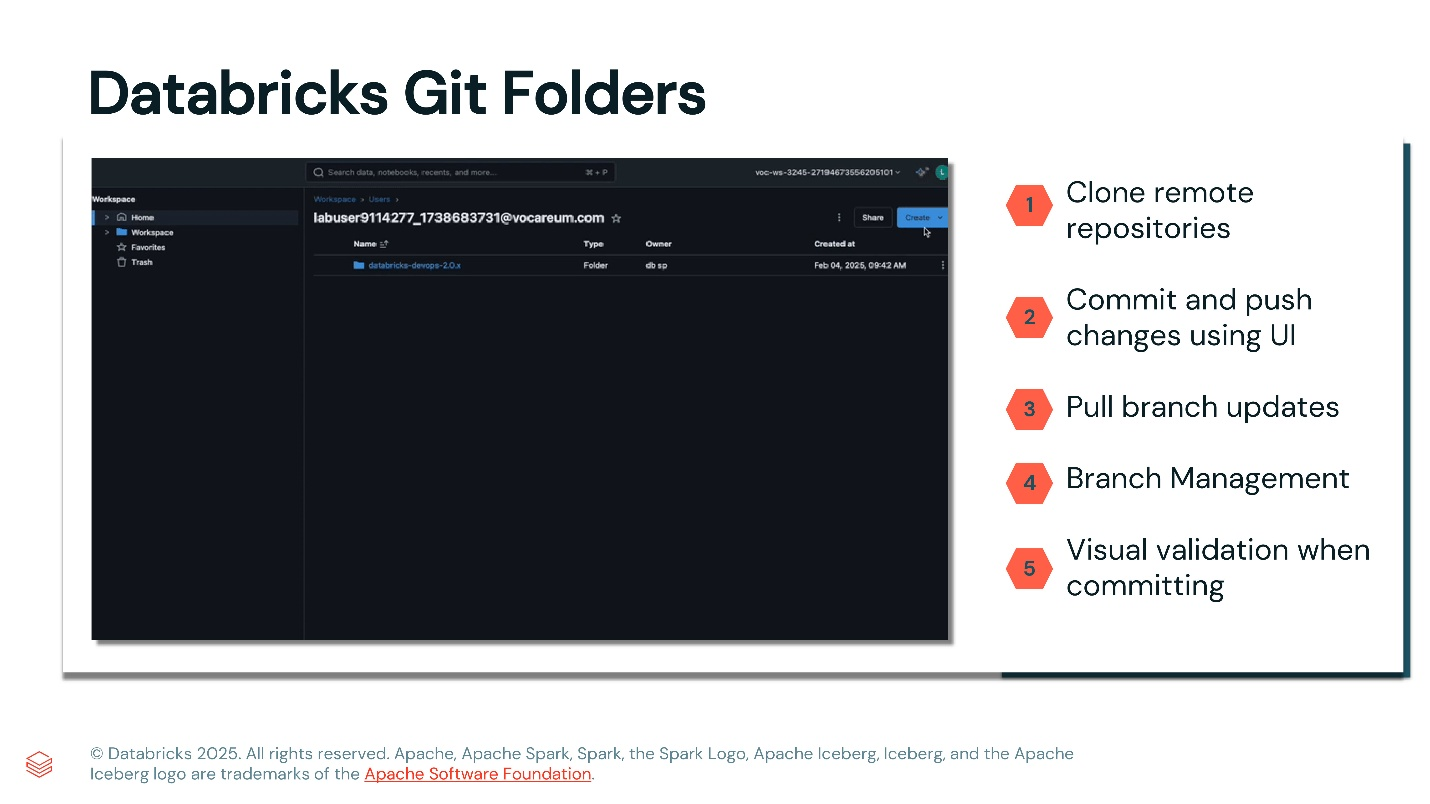 Databricks Git Folders
Search data, notebooks, recents, and more...
⌘ + P
voc-ws-3245-27194673556205101
L
Workspace
Home
Workspace
Favorites
Trash
Workspace > Users >
labuser9114277_1738683731@vocareum.com
Share
Create
Name
Type
Owner
Created at
databricks-devops-2.0.x
Folder
db sp
Feb 04, 2025, 09:42 AM
1
Clone remote
repositories
2
Commit and push
changes using UI
3
Pull branch updates
4
Branch Management
5
Visual validation when
committing
© Databricks 2025. All rights reserved. Apache, Apache Spark, Spark, the Spark Logo, Apache Iceberg, Iceberg, and the Apache
Iceberg logo are trademarks of the Apache Software Foundation.